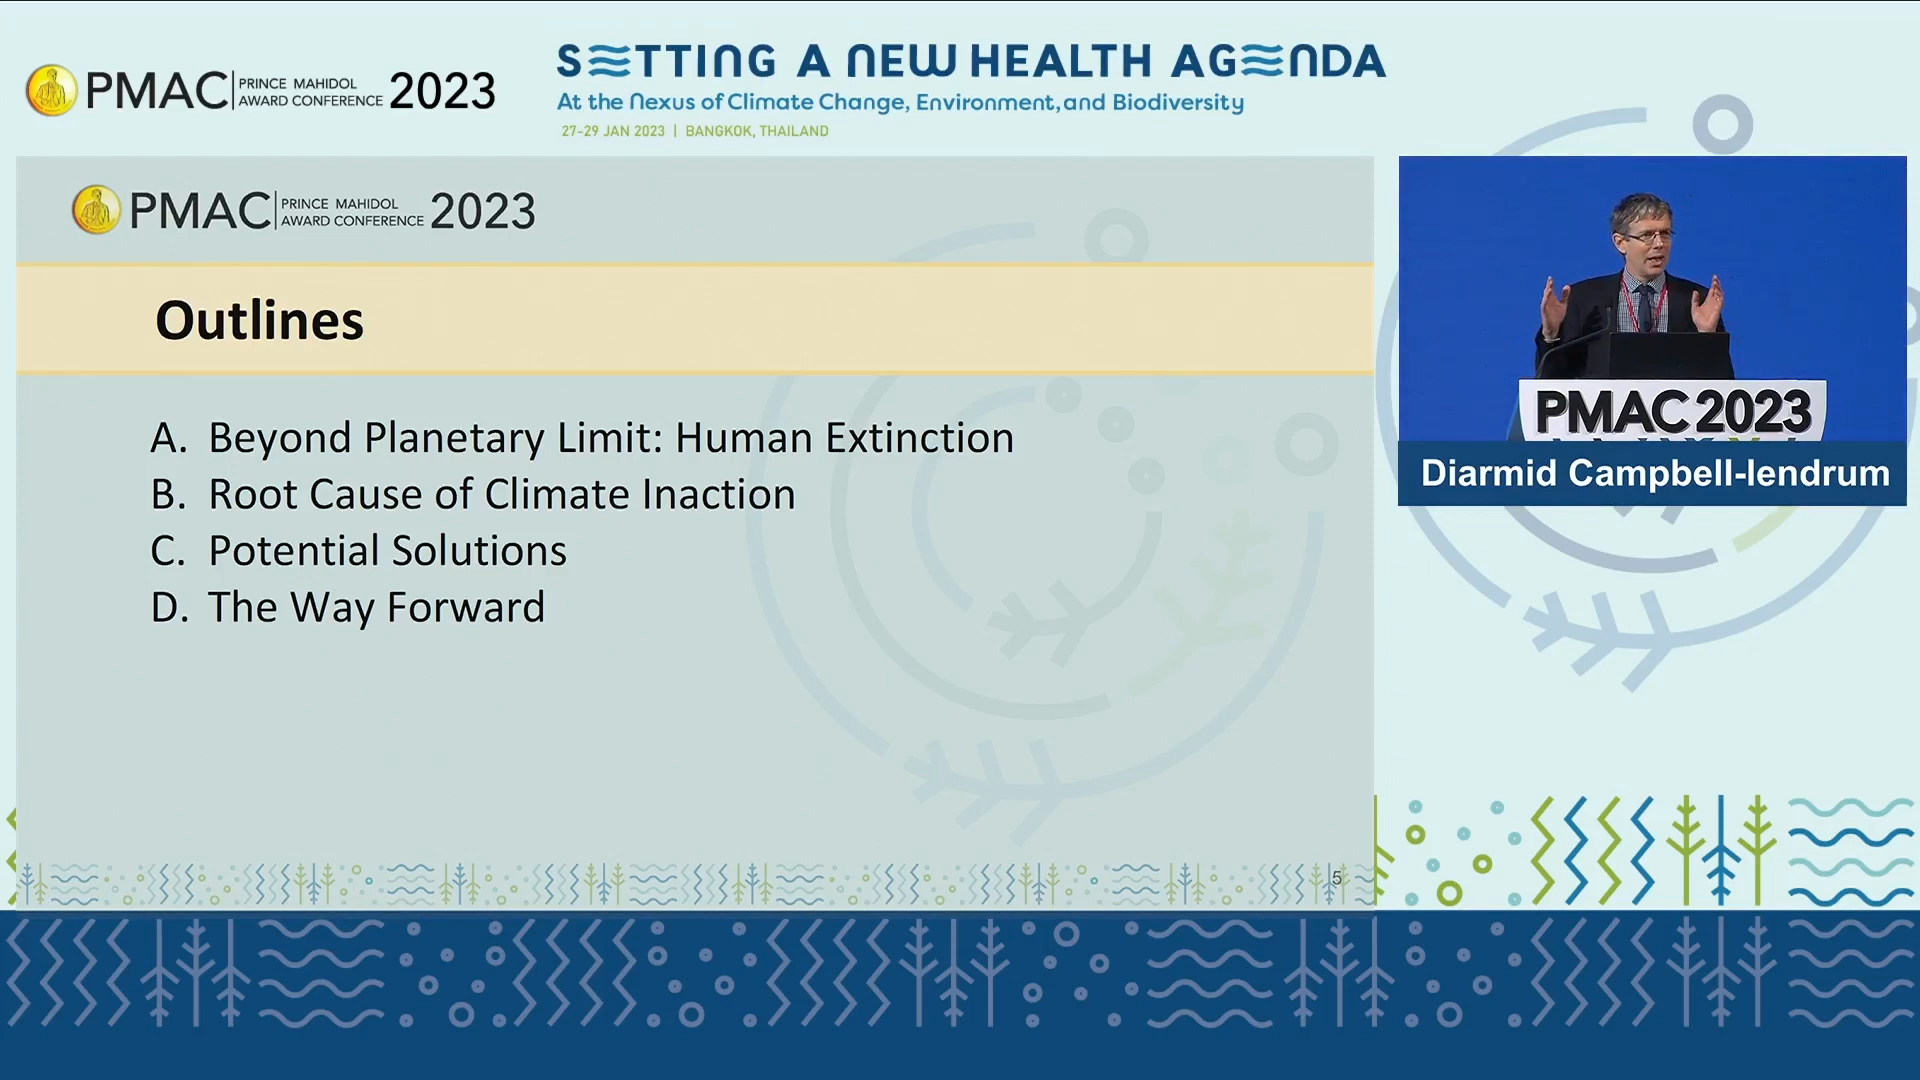 PMAC PRINCE MAHIDOL AWARD CONFERENCE 2023
SETTING A NEW HEALTH AGENDA
At the Nexus of Climate Change, Environment, and Biodiversity
27-29 JAN 2023 | BANGKOK, THAILAND
PMAC PRINCE MAHIDOL AWARD CONFERENCE 2023
Outlines
A. Beyond Planetary Limit: Human Extinction
B. Root Cause of Climate Inaction
C. Potential Solutions
D. The Way Forward
5
PMAC 2023
Diarmid Campbell-lendrum